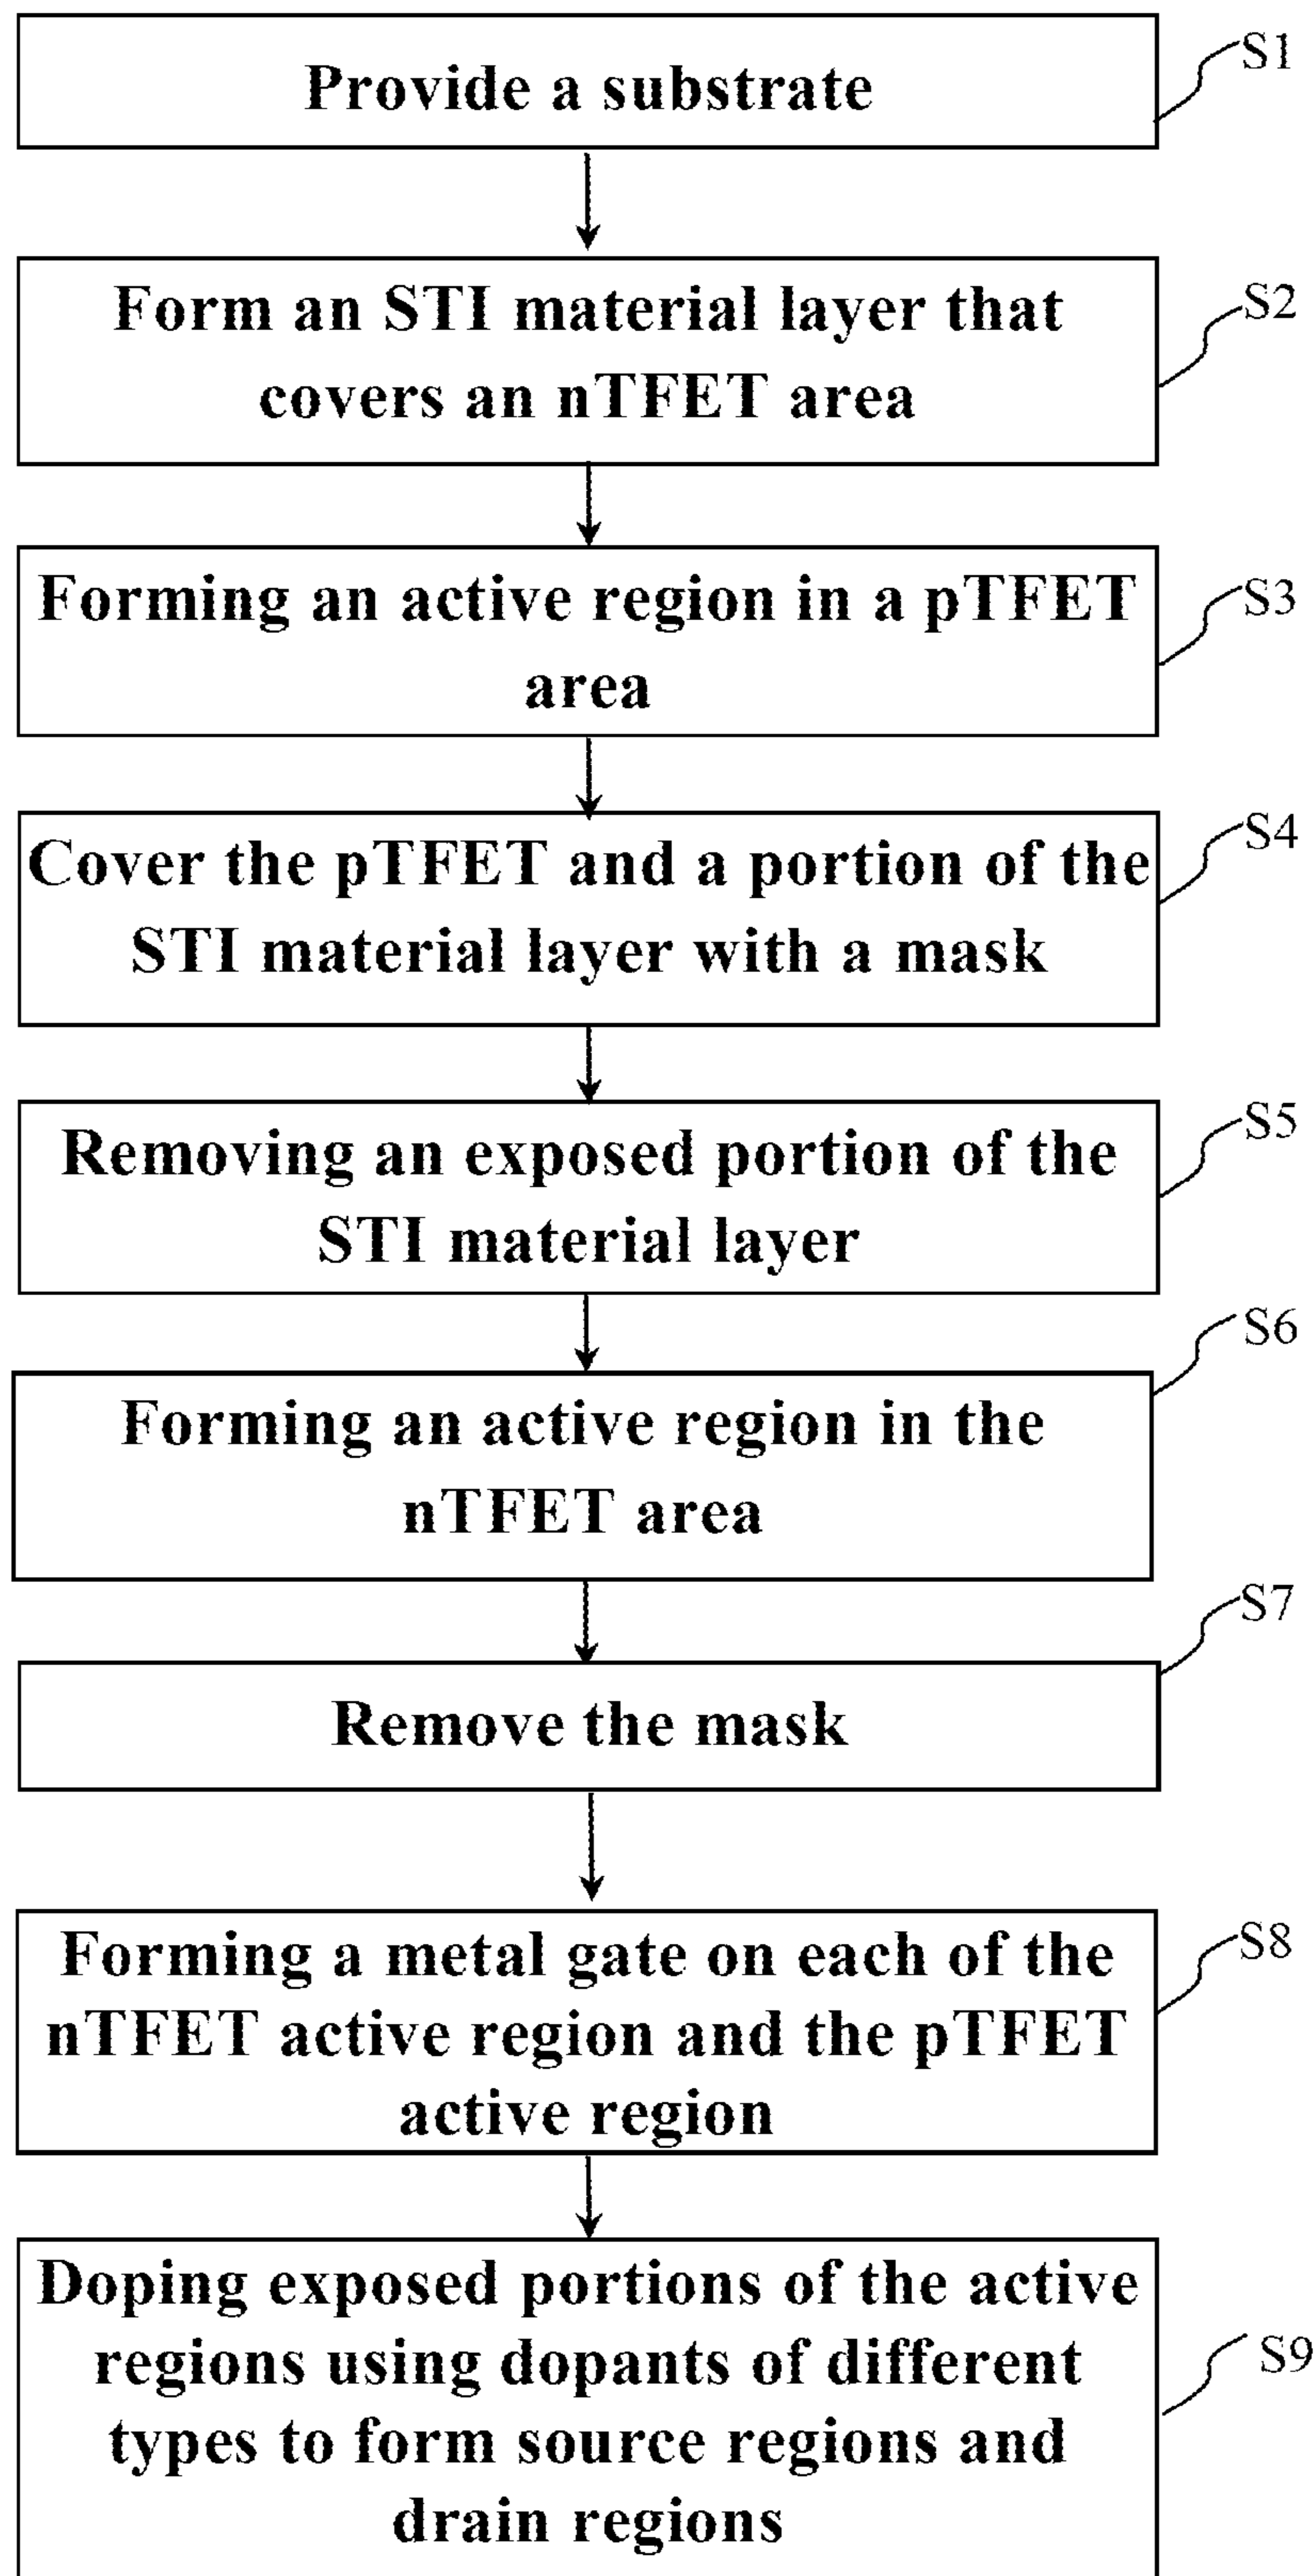 Provide a substrate
S1
Form an STI material layer that
covers an nTFET area
S2
Forming an active region in a pTFET
area
S3
Cover the pTFET and a portion of the
STI material layer with a mask
S4
Removing an exposed portion of the
STI material layer
S5
Forming an active region in the
nTFET area
S6
Remove the mask
S7
Forming a metal gate on each of the
nTFET active region and the pTFET
active region
S8
Doping exposed portions of the active
regions using dopants of different
types to form source regions and
drain regions
S9